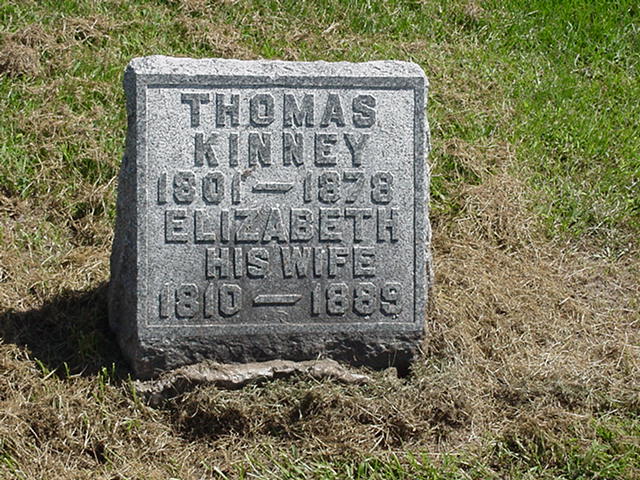 THOMAS
KINNEY
1801 — 1878
ELIZABETH
HIS WIFE
1810 — 1889